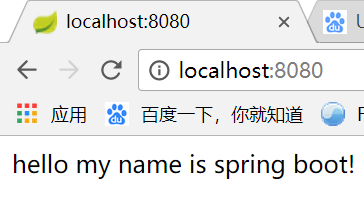 localhost:8080
localhost:8080
应用 百度一下，你就知道
hello my name is spring boot!